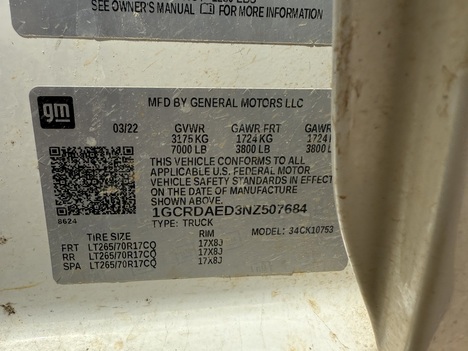 SEE OWNER'S MANUAL FOR MORE INFORMATION
gm
MFD BY GENERAL MOTORS LLC
03/22 GVWR GAWR FRT GAWR
3175 KG 1724 KG 1724
7000 LB 3800 LB 3800
THIS VEHICLE CONFORMS TO ALL
APPLICABLE U.S. FEDERAL MOTOR
VEHICLE SAFETY STANDARDS IN EFFECT
ON THE DATE OF MANUFACTURE
SHOWN ABOVE.
1GCRDAED3NZ507684
8624
TYPE: TRUCK MODEL: 34CK10753
TIRE SIZE RIM
FRT LT265/70R17CQ 17X8J
RR LT265/70R17CQ 17X8J
SPA LT265/70R17CQ 17X8J